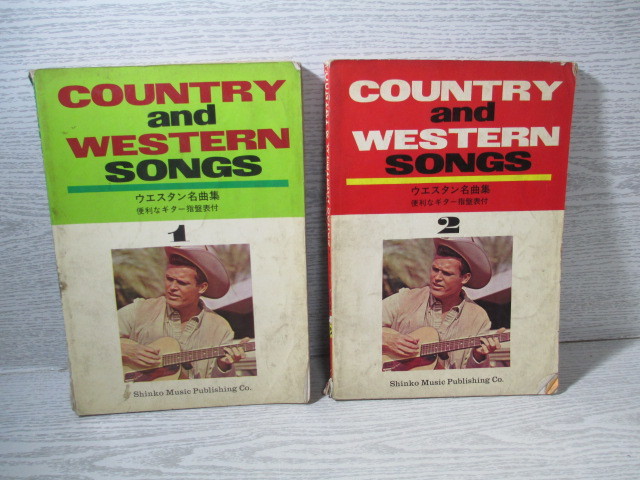 COUNTRY
and
WESTERN
SONGS
ウエスタン名曲集
便利なギター指盤表付
1
Shinko Music Publishing Co.
COUNTRY
and
WESTERN
SONGS
ウエスタン名曲集
便利なギター指盤表付
2
Shinko Music Publishing Co.